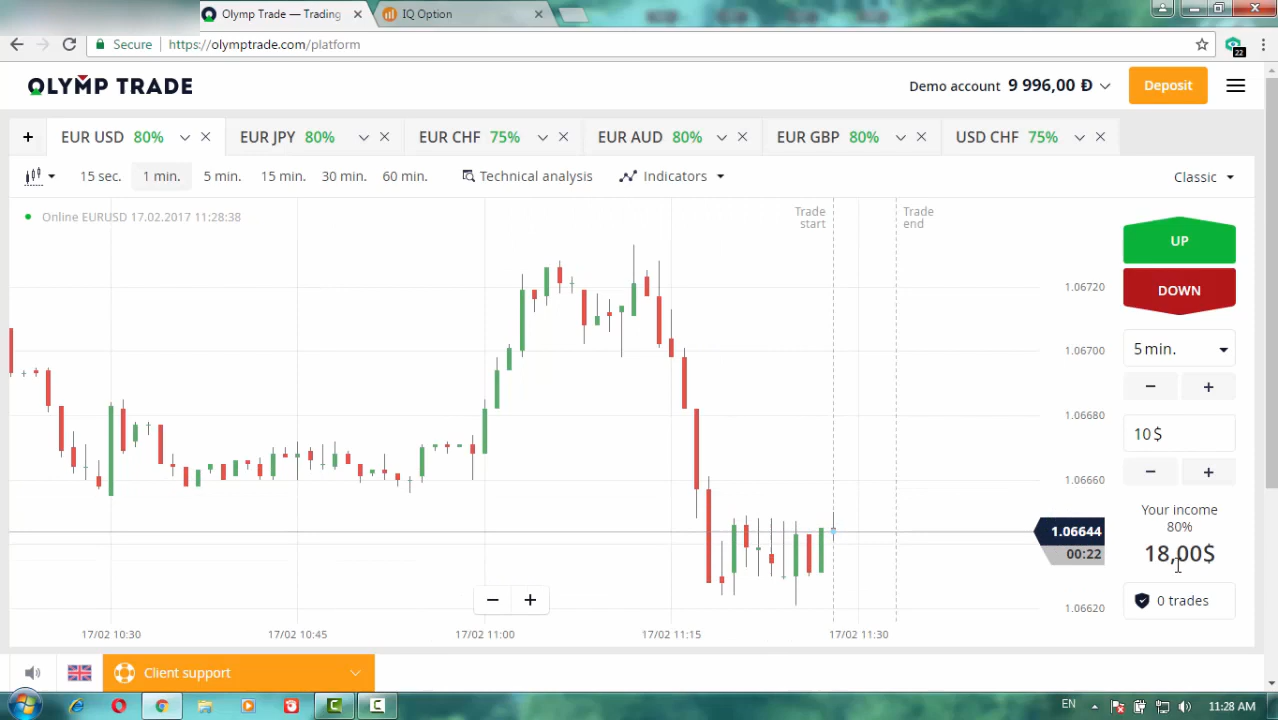 Olymp Trade — Trading
IQ Option
Secure
https://olymptrade.com/platform
22
OLYMP TRADE
Demo account 9 996,00 Đ
Deposit
+ EUR USD 80% EUR JPY 80% EUR CHF 75% EUR AUD 80% EUR GBP 80% USD CHF 75%
15 sec. 1 min. 5 min. 15 min. 30 min. 60 min. Technical analysis Indicators Classic
Online EURUSD 17.02.2017 11:28:38
Trade
start
Trade
end
UP
DOWN
1.06720
1.06700
1.06680
1.06660
1.06644
00:22
1.06620
5 min.
− +
10 $
− +
Your income
80%
18,00$
0 trades
− +
17/02 10:30 17/02 10:45 17/02 11:00 17/02 11:15 17/02 11:30
Client support
EN
11:28 AM